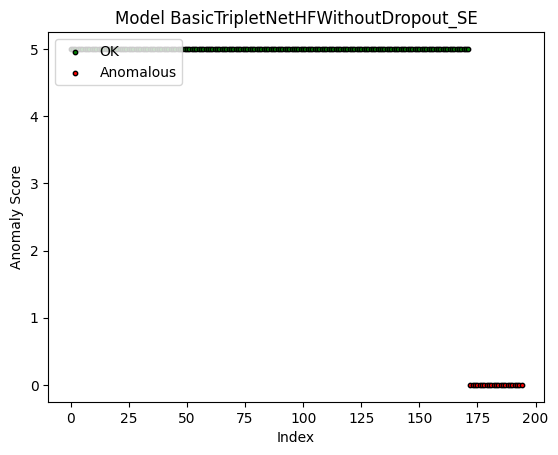 Model BasicTripletNetHFWithoutDropout_SE
OK
Anomalous
Anomaly Score
5
4
3
2
1
0
0 25 50 75 100 125 150 175 200
Index